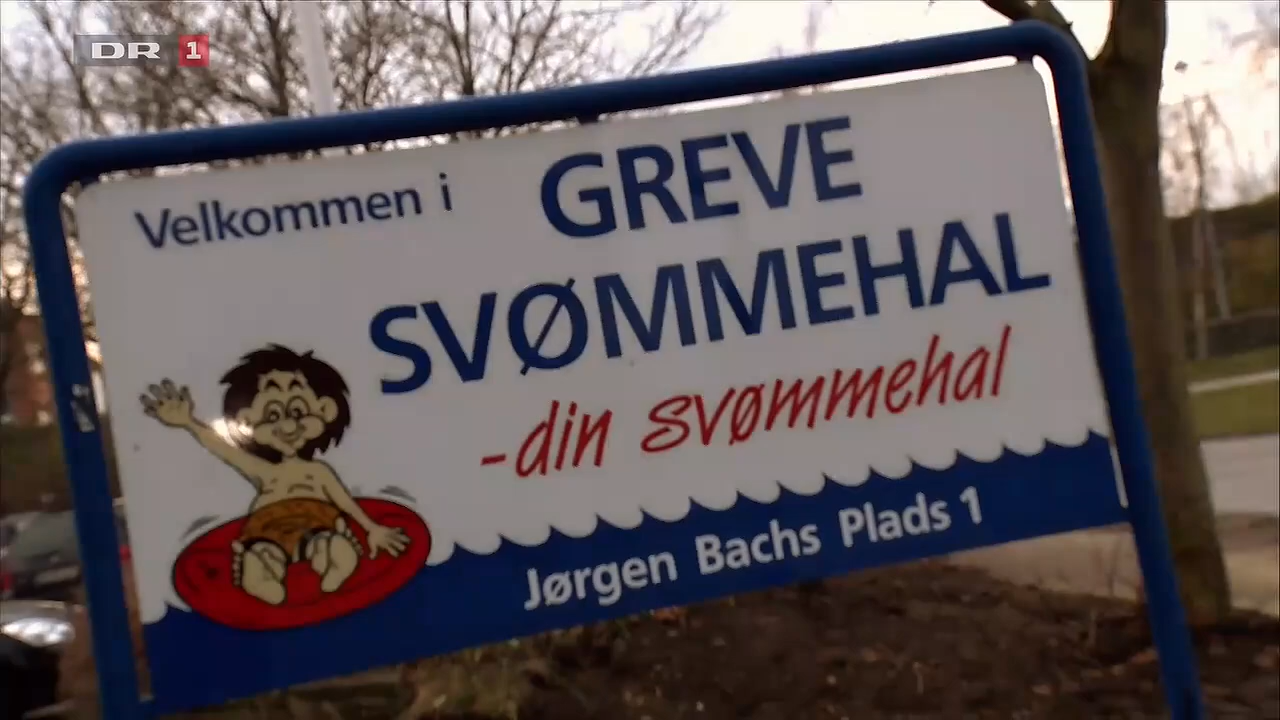 DR 1
Velkommen i
GREVE
SVØMMEHAL
-din svømmehal
Jørgen Bachs Plads 1